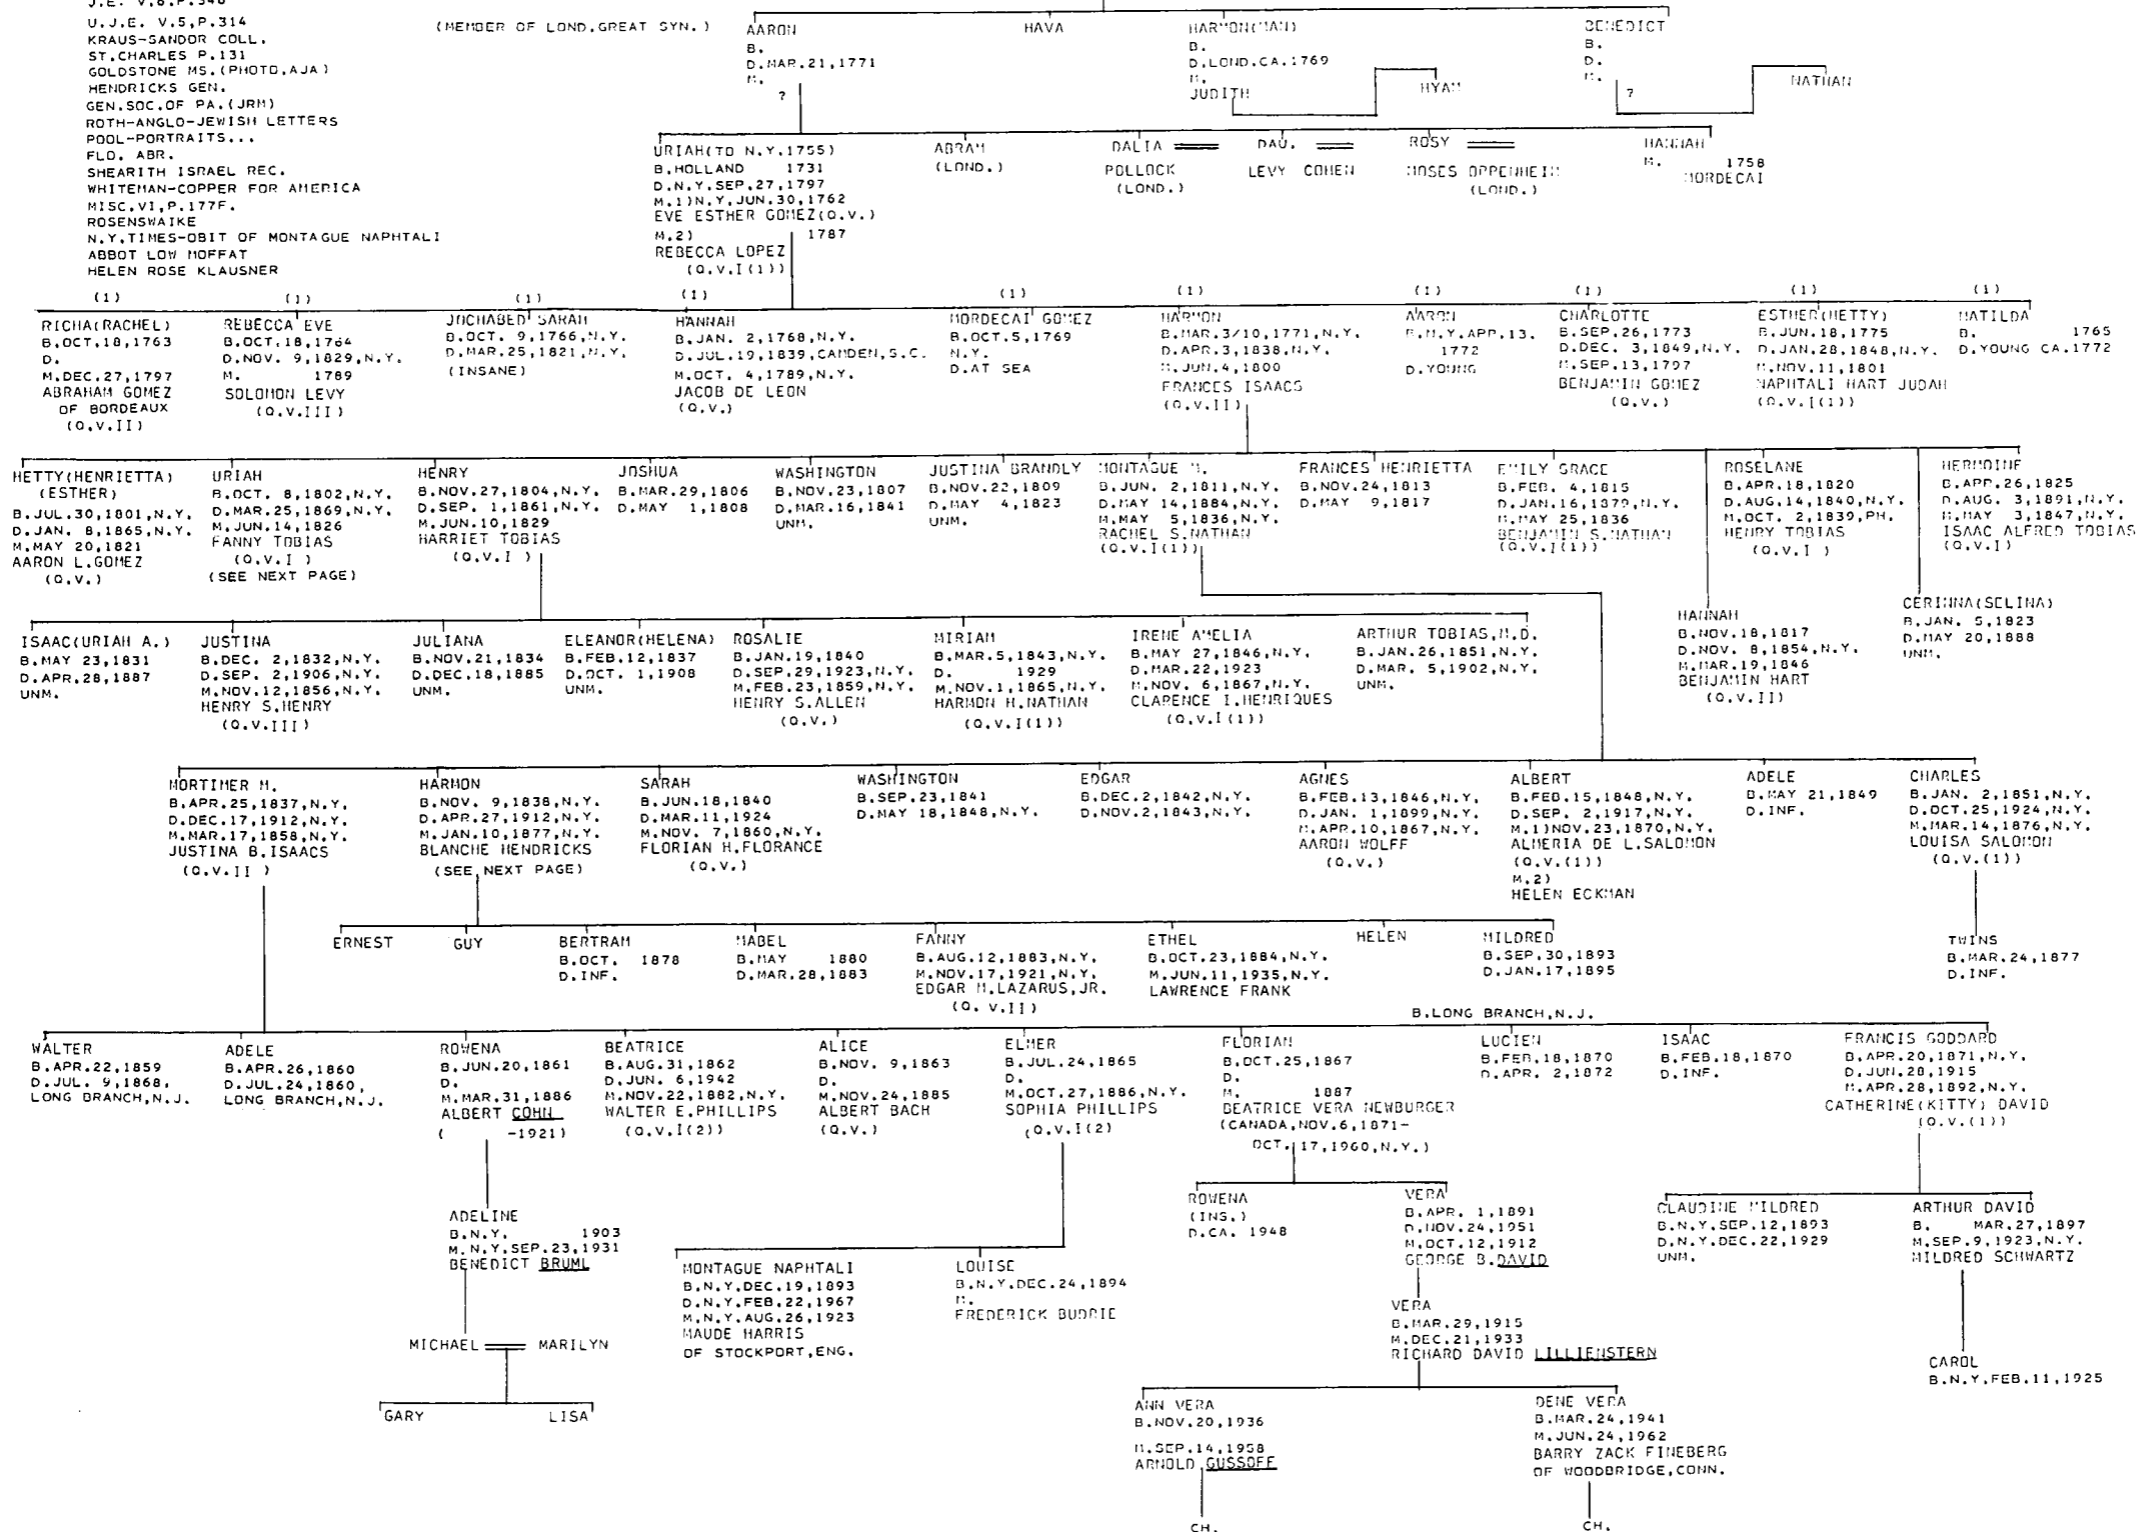 J.E. V.6,P.346
U.J.E. V.5,P.314
KRAUS-SANDOR COLL.
ST.CHARLES P.131
GOLDSTONE MS.(PHOTO,AJA)
HENDRICKS GEN.
GEN.SOC.OF PA.(JRM)
ROTH-ANGLO-JEWISH LETTERS
POOL-PORTRAITS...
FLD. ABR.
SHEARITH ISRAEL REC.
WHITEMAN-COPPER FOR AMERICA
MISC.VI,P.177F.
ROSENSWAIKE
N.Y.TIMES-OBIT OF MONTAGUE NAPHTALI
ABBOT LOW MOFFAT
HELEN ROSE KLAUSNER
(MEMBER OF LOND.GREAT SYN.)
AARON
B.
D.MAR.21,1771
M.
?
HAVA
HARMON(MAN)
B.
D.LOND.CA.1769
M.
JUDITH
HYAM
BENEDICT
B.
D.
M.
?
NATHAN
URIAH(TO N.Y.1755)
B.HOLLAND 1731
D.N.Y.SEP.27,1797
M.1)N.Y.JUN.30,1762
EVE ESTHER GOMEZ(Q.V.)
M.2) 1787
REBECCA LOPEZ
(Q.V.I(1))
ABRAM
(LOND.)
DALIA
POLLOCK
(LOND.)
DAU.
LEVY COHEN
ROSY
MOSES OPPENHEIM
(LOND.)
HANNAH
M. 1758
MORDECAI
(1)
RICHA(RACHEL)
B.OCT.18,1763
D.
M.DEC.27,1797
ABRAHAM GOMEZ
OF BORDEAUX
(Q.V.II)
(1)
REBECCA EVE
B.OCT.18,1764
D.NOV. 9,1829,N.Y.
M. 1789
SOLOMON LEVY
(Q.V.III)
(1)
JOCHABED SARAH
B.OCT. 9,1766,N.Y.
D.MAR.25,1821,N.Y.
(INSANE)
(1)
HANNAH
B.JAN. 2,1768,N.Y.
D.JUL.19,1839,CAMDEN,S.C.
M.OCT. 4,1789,N.Y.
JACOB DE LEON
(Q.V.)
(1)
MORDECAI GOMEZ
B.OCT.5,1769
N.Y.
D.AT SEA
(1)
HARMON
B.MAR.3/10,1771,N.Y.
D.APR.3,1838,N.Y.
M.JUN.4,1800
FRANCES ISAACS
(Q.V.II)
(1)
AARON
B.N.Y.APR.13,
1772
D.YOUNG
(1)
CHARLOTTE
B.SEP.26,1773
D.DEC. 3,1849,N.Y.
M.SEP.13,1797
BENJAMIN GOMEZ
(Q.V.)
(1)
ESTHER(HETTY)
B.JUN.18,1775
D.JAN.28,1848,N.Y.
M.NOV.11,1801
NAPHTALI HART JUDAH
(Q.V.I(1))
(1)
MATILDA
B. 1765
D.YOUNG CA.1772
HETTY(HENRIETTA)
(ESTHER)
B.JUL.30,1801,N.Y.
D.JAN. 8,1865,N.Y.
M.MAY 20,1821
AARON L.GOMEZ
(Q.V.)
URIAH
B.OCT. 8,1802,N.Y.
D.MAR.25,1869,N.Y.
M.JUN.14,1826
FANNY TOBIAS
(Q.V.I )
(SEE NEXT PAGE)
HENRY
B.NOV.27,1804,N.Y.
D.SEP. 1,1861,N.Y.
M.JUN.10,1829
HARRIET TOBIAS
(Q.V.I )
JOSHUA
B.MAR.29,1806
D.MAY 1,1808
WASHINGTON
B.NOV.23,1807
D.MAR.16,1841
UNM.
JUSTINA BRANDLY
B.NOV.22,1809
D.MAY 4,1823
UNM.
MONTAGUE M.
B.JUN. 2,1811,N.Y.
D.MAY 14,1884,N.Y.
M.MAY 5,1836,N.Y.
RACHEL S.NATHAN
(Q.V.I(1))
FRANCES HENRIETTA
B.NOV.24,1813
D.MAY 9,1817
EMILY GRACE
B.FEB. 4,1815
D.JAN.16,1879,N.Y.
M.MAY 25,1836
BENJAMIN S.NATHAN
(Q.V.I(1))
ROSELANE
B.APR.18,1820
D.AUG.14,1840,N.Y.
M.OCT. 2,1839,PH.
HENRY TOBIAS
(Q.V.I )
HERMOINE
B.APR.26,1825
D.AUG. 3,1891,N.Y.
M.MAY 3,1847,N.Y.
ISAAC ALFRED TOBIAS
(Q.V.I)
HANNAH
B.NOV.18,1817
D.NOV. 8,1854,N.Y.
M.MAR.19,1846
BENJAMIN HART
(Q.V.II)
CERINNA(SELINA)
B.JAN. 5,1823
D.MAY 20,1888
UNM.
ISAAC(URIAH A.)
B.MAY 23,1831
D.APR.28,1887
UNM.
JUSTINA
B.DEC. 2,1832,N.Y.
D.SEP. 2,1906,N.Y.
M.NOV.12,1856,N.Y.
HENRY S.HENRY
(Q.V.III)
JULIANA
B.NOV.21,1834
D.DEC.18,1885
UNM.
ELEANOR(HELENA)
B.FEB.12,1837
D.OCT. 1,1908
UNM.
ROSALIE
B.JAN.19,1840
D.SEP.29,1923,N.Y.
M.FEB.23,1859,N.Y.
HENRY S.ALLEN
(Q.V.)
MIRIAM
B.MAR.5,1843,N.Y.
D. 1929
M.NOV.1,1865,N.Y.
HARMON H.NATHAN
(Q.V.I(1))
IRENE AMELIA
B.MAY 27,1846,N.Y.
D.MAR.22,1923
M.NOV. 6,1867,N.Y.
CLARENCE I.HENRIQUES
(Q.V.I(1))
ARTHUR TOBIAS,M.D.
B.JAN.26,1851,N.Y.
D.MAR. 5,1902,N.Y.
UNM.
MORTIMER M.
B.APR.25,1837,N.Y.
D.DEC.17,1912,N.Y.
M.MAR.17,1858,N.Y.
JUSTINA B.ISAACS
(Q.V.II )
HARMON
B.NOV. 9,1838,N.Y.
D.APR.27,1912,N.Y.
M.JAN.10,1877,N.Y.
BLANCHE HENDRICKS
(SEE NEXT PAGE)
SARAH
B.JUN.18,1840
D.MAR.11,1924
M.NOV. 7,1860,N.Y.
FLORIAN H.FLORANCE
(Q.V.)
WASHINGTON
B.SEP.23,1841
D.MAY 18,1848,N.Y.
EDGAR
B.DEC.2,1842,N.Y.
D.NOV.2,1843,N.Y.
AGNES
B.FEB.13,1846,N.Y.
D.JAN. 1,1899,N.Y.
M.APR.10,1867,N.Y.
AARON WOLFF
(Q.V.)
ALBERT
B.FEB.15,1848,N.Y.
D.SEP. 2,1917,N.Y.
M.1)NOV.23,1870,N.Y.
ALMERIA DE L.SALOMON
(Q.V.(1))
M.2)
HELEN ECKMAN
ADELE
B.MAY 21,1849
D.INF.
CHARLES
B.JAN. 2,1851,N.Y.
D.OCT.25,1924,N.Y.
M.MAR.14,1876,N.Y.
LOUISA SALOMON
(Q.V.(1))
ERNEST
GUY
BERTRAM
B.OCT. 1878
D.INF.
MABEL
B.MAY 1880
D.MAR.28,1883
FANNY
B.AUG.12,1883,N.Y.
M.NOV.17,1921,N.Y.
EDGAR M.LAZARUS,JR.
(Q. V.II)
ETHEL
B.OCT.23,1884,N.Y.
M.JUN.11,1935,N.Y.
LAWRENCE FRANK
HELEN
MILDRED
B.SEP.30,1893
D.JAN.17,1895
TWINS
B.MAR.24,1877
D.INF.
B.LONG BRANCH,N.J.
WALTER
B.APR.22,1859
D.JUL. 9,1868,
LONG BRANCH,N.J.
ADELE
B.APR.26,1860
D.JUL.24,1860,
LONG BRANCH,N.J.
ROWENA
B.JUN.20,1861
D.
M.MAR.31,1886
ALBERT COHN
( -1921)
BEATRICE
B.AUG.31,1862
D.JUN. 6,1942
M.NOV.22,1882,N.Y.
WALTER E.PHILLIPS
(Q.V.I(2))
ALICE
B.NOV. 9,1863
D.
M.NOV.24,1885
ALBERT BACH
(Q.V.)
ELMER
B.JUL.24,1865
D.
M.OCT.27,1886,N.Y.
SOPHIA PHILLIPS
(Q.V.I(2)
FLORIAN
B.OCT.25,1867
D.
M. 1887
BEATRICE VERA NEWBURGER
(CANADA,NOV.6,1871-
OCT.17,1960,N.Y.)
LUCIEN
B.FEB.18,1870
D.APR. 2,1872
ISAAC
B.FEB.18,1870
D.INF.
FRANCIS GODDARD
B.APR.20,1871,N.Y.
D.JUN.28,1915
M.APR.28,1892,N.Y.
CATHERINE(KITTY) DAVID
(Q.V.(1))
ADELINE
B.N.Y. 1903
M.N.Y.SEP.23,1931
BENEDICT BRUML
ROWENA
(INS.)
D.CA. 1948
VERA
B.APR. 1,1891
D.NOV.24,1951
M.OCT.12,1912
GEORGE B.DAVID
CLAUDINE MILDRED
B.N.Y.SEP.12,1893
D.N.Y.DEC.22,1929
UNM.
ARTHUR DAVID
B. MAR.27,1897
M.SEP.9,1923,N.Y.
MILDRED SCHWARTZ
MONTAGUE NAPHTALI
B.N.Y.DEC.19,1893
D.N.Y.FEB.22,1967
M.N.Y.AUG.26,1923
MAUDE HARRIS
OF STOCKPORT,ENG.
LOUISE
B.N.Y.DEC.24,1894
M.
FREDERICK BUDRIE
VERA
B.MAR.29,1915
M.DEC.21,1933
RICHARD DAVID LILLIENSTERN
MICHAEL
MARILYN
CAROL
B.N.Y.FEB.11,1925
GARY
LISA
ANN VERA
B.NOV.20,1936
M.SEP.14,1958
ARNOLD GUSSOFF
DENE VERA
B.MAR.24,1941
M.JUN.24,1962
BARRY ZACK FINEBERG
OF WOODBRIDGE,CONN.
CH.
CH.